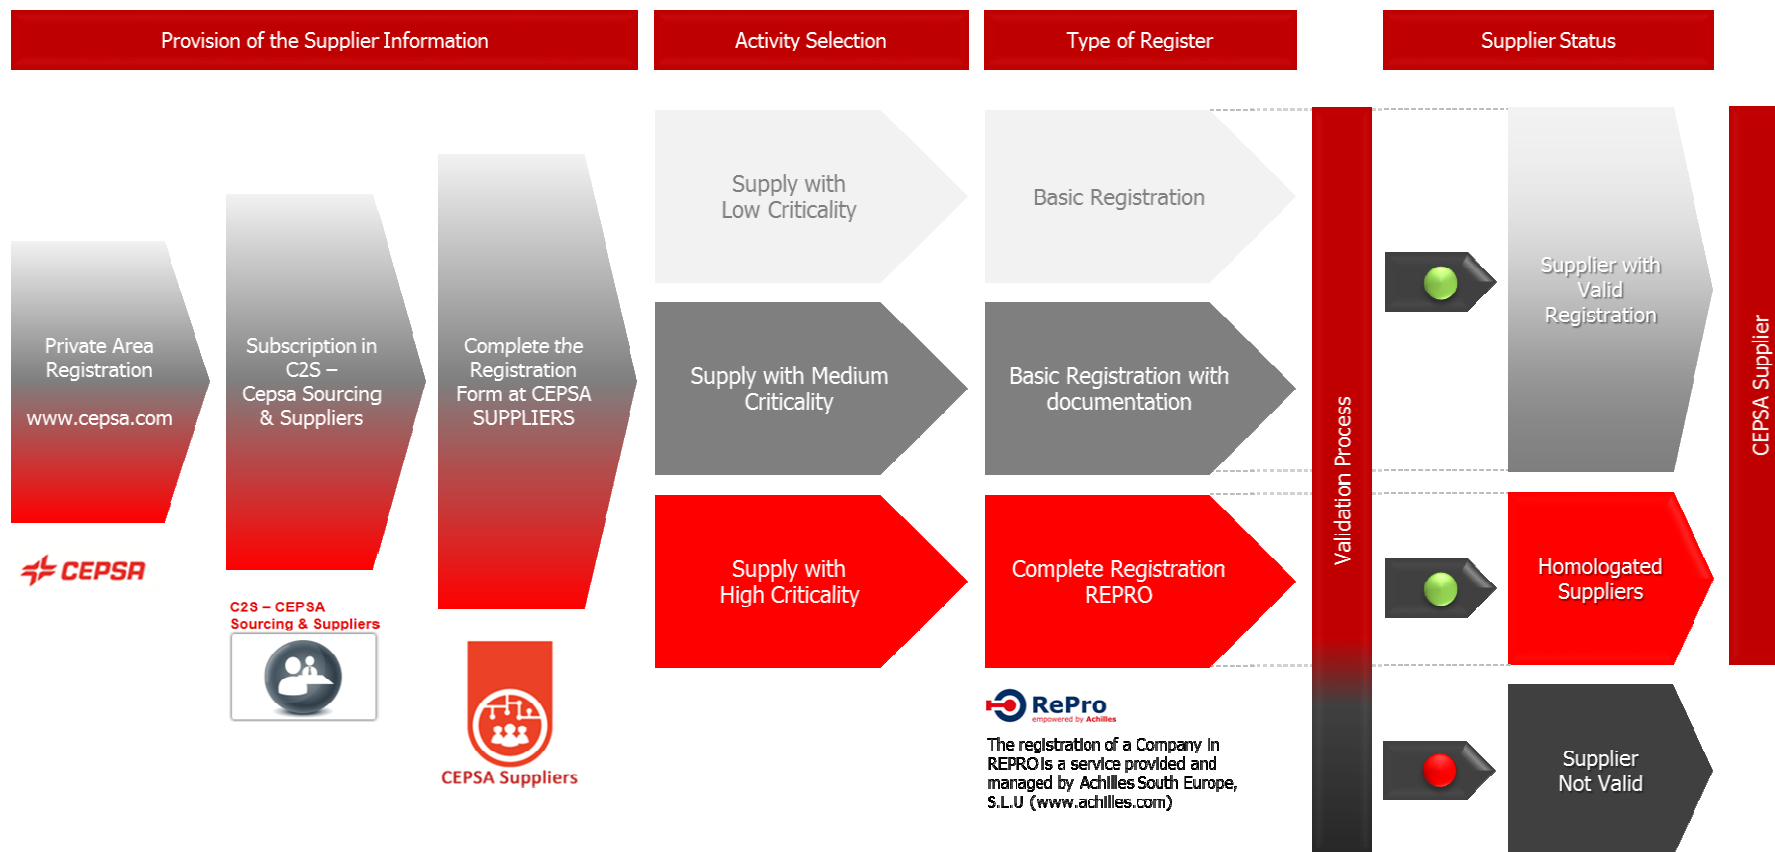 Provision of the Supplier Information
Activity Selection
Type of Register
Supplier Status
Private Area
Registration
www.cepsa.com
CEPSA
Subscription in
C2S –
Cepsa Sourcing
& Suppliers
C2S – CEPSA
Sourcing & Suppliers
Complete the
Registration
Form at CEPSA
SUPPLIERS
CEPSA Suppliers
Supply with
Low Criticality
Supply with Medium
Criticality
Supply with
High Criticality
Basic Registration
Basic Registration with
documentation
Complete Registration
REPRO
RePro
empowered by Achilles
The registration of a Company in
REPRO is a service provided and
managed by Achilles South Europe,
S.L.U (www.achilles.com)
Validation Process
Supplier with
Valid
Registration
Homologated
Suppliers
Supplier
Not Valid
CEPSA Supplier